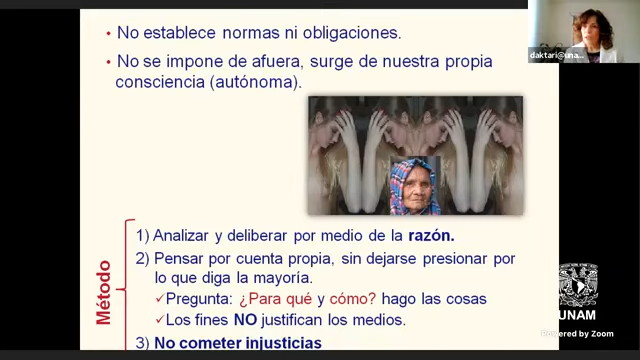 • No establece normas ni obligaciones.
• No se impone de afuera, surge de nuestra propia
consciencia (autónoma).
Método
1) Analizar y deliberar por medio de la razón.
2) Pensar por cuenta propia, sin dejarse presionar por
lo que diga la mayoría.
✓Pregunta: ¿Para qué y cómo? hago las cosas
✓Los fines NO justifican los medios.
3) No cometer injusticias
daktari@una...
UNAM
Powered by Zoom